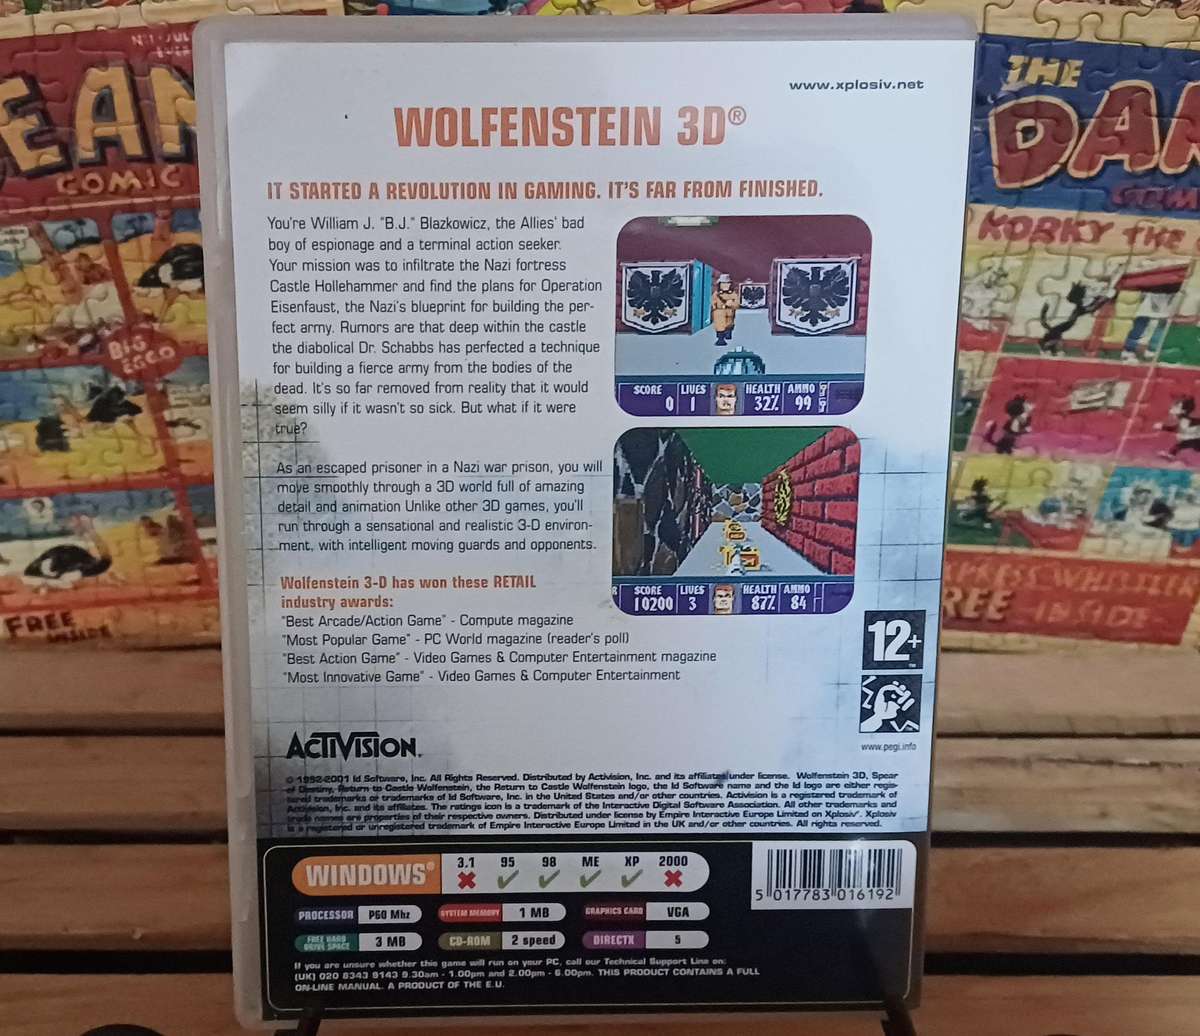 www.xplosiv.net
WOLFENSTEIN 3D®
IT STARTED A REVOLUTION IN GAMING. IT'S FAR FROM FINISHED.
You're William J. "B.J." Blazkowicz, the Allies' bad
boy of espionage and a terminal action seeker.
Your mission was to infiltrate the Nazi fortress
Castle Hollehammer and find the plans for Operation
Eisenfaust, the Nazi's blueprint for building the per-
fect army. Rumors are that deep within the castle
the diabolical Dr. Schabbs has perfected a technique
for building a fierce army from the bodies of the
dead. It's so far removed from reality that it would
seem silly if it wasn't so sick. But what if it were
true?
As an escaped prisoner in a Nazi war prison, you will
move smoothly through a 3D world full of amazing
detail and animation Unlike other 3D games, you'll
run through a sensational and realistic 3-D environ-
ment, with intelligent moving guards and opponents.
Wolfenstein 3-D has won these RETAIL
industry awards:
"Best Arcade/Action Game" - Compute magazine
"Most Popular Game" - PC World magazine (reader's poll)
"Best Action Game" - Video Games & Computer Entertainment magazine
"Most Innovative Game" - Video Games & Computer Entertainment
SCORE LIVES HEALTH AMMO
0 1 32% 99
SCORE LIVES HEALTH AMMO
10200 3 87% 84
12+
www.pegi.info
ACTIVISION.
© 1992-2001 Id Software, Inc. All Rights Reserved. Distributed by Activision, Inc. and its affiliates under license. Wolfenstein 3D, Spear
of Destiny, Return to Castle Wolfenstein, the Return to Castle Wolfenstein logo, the Id Software name and the Id logo are either regis-
tered trademarks or trademarks of Id Software, Inc. in the United States and/or other countries. Activision is a registered trademark of
Activision, Inc. and its affiliates. The ratings icon is a trademark of the Interactive Digital Software Association. All other trademarks and
trade names are properties of their respective owners. Distributed under license by Empire Interactive Europe Limited on Xplosiv. Xplosiv
is a registered or unregistered trademark of Empire Interactive Europe Limited in the UK and/or other countries. All rights reserved.
WINDOWS® 3.1 95 98 ME XP 2000
PROCESSOR P60 Mhz SYSTEM MEMORY 1 MB GRAPHICS CARD VGA
FREE HARD DRIVE SPACE 3 MB CD-ROM 2 speed DIRECTX 5
5 017783 016192
If you are unsure whether this game will run on your PC, call our Technical Support Line on:
(UK) 020 8343 9143 9.30am - 1.00pm and 2.00pm - 6.00pm. THIS PRODUCT CONTAINS A FULL
ON-LINE MANUAL. A PRODUCT OF THE E.U.
EAN
COMIC
BIG
EGGO
FREE
INSIDE
THE
DAN
KORKY THE
FREE INSIDE